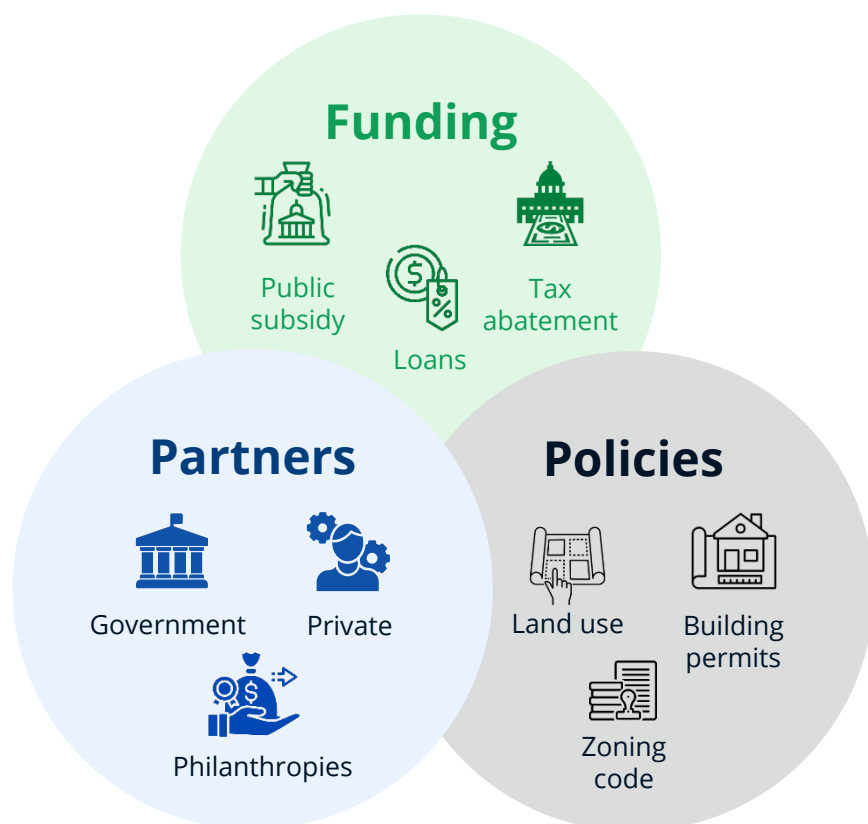 Funding
Public
subsidy
Loans
Tax
abatement
Partners
Government
Private
Philanthropies
Policies
Land use
Building
permits
Zoning
code